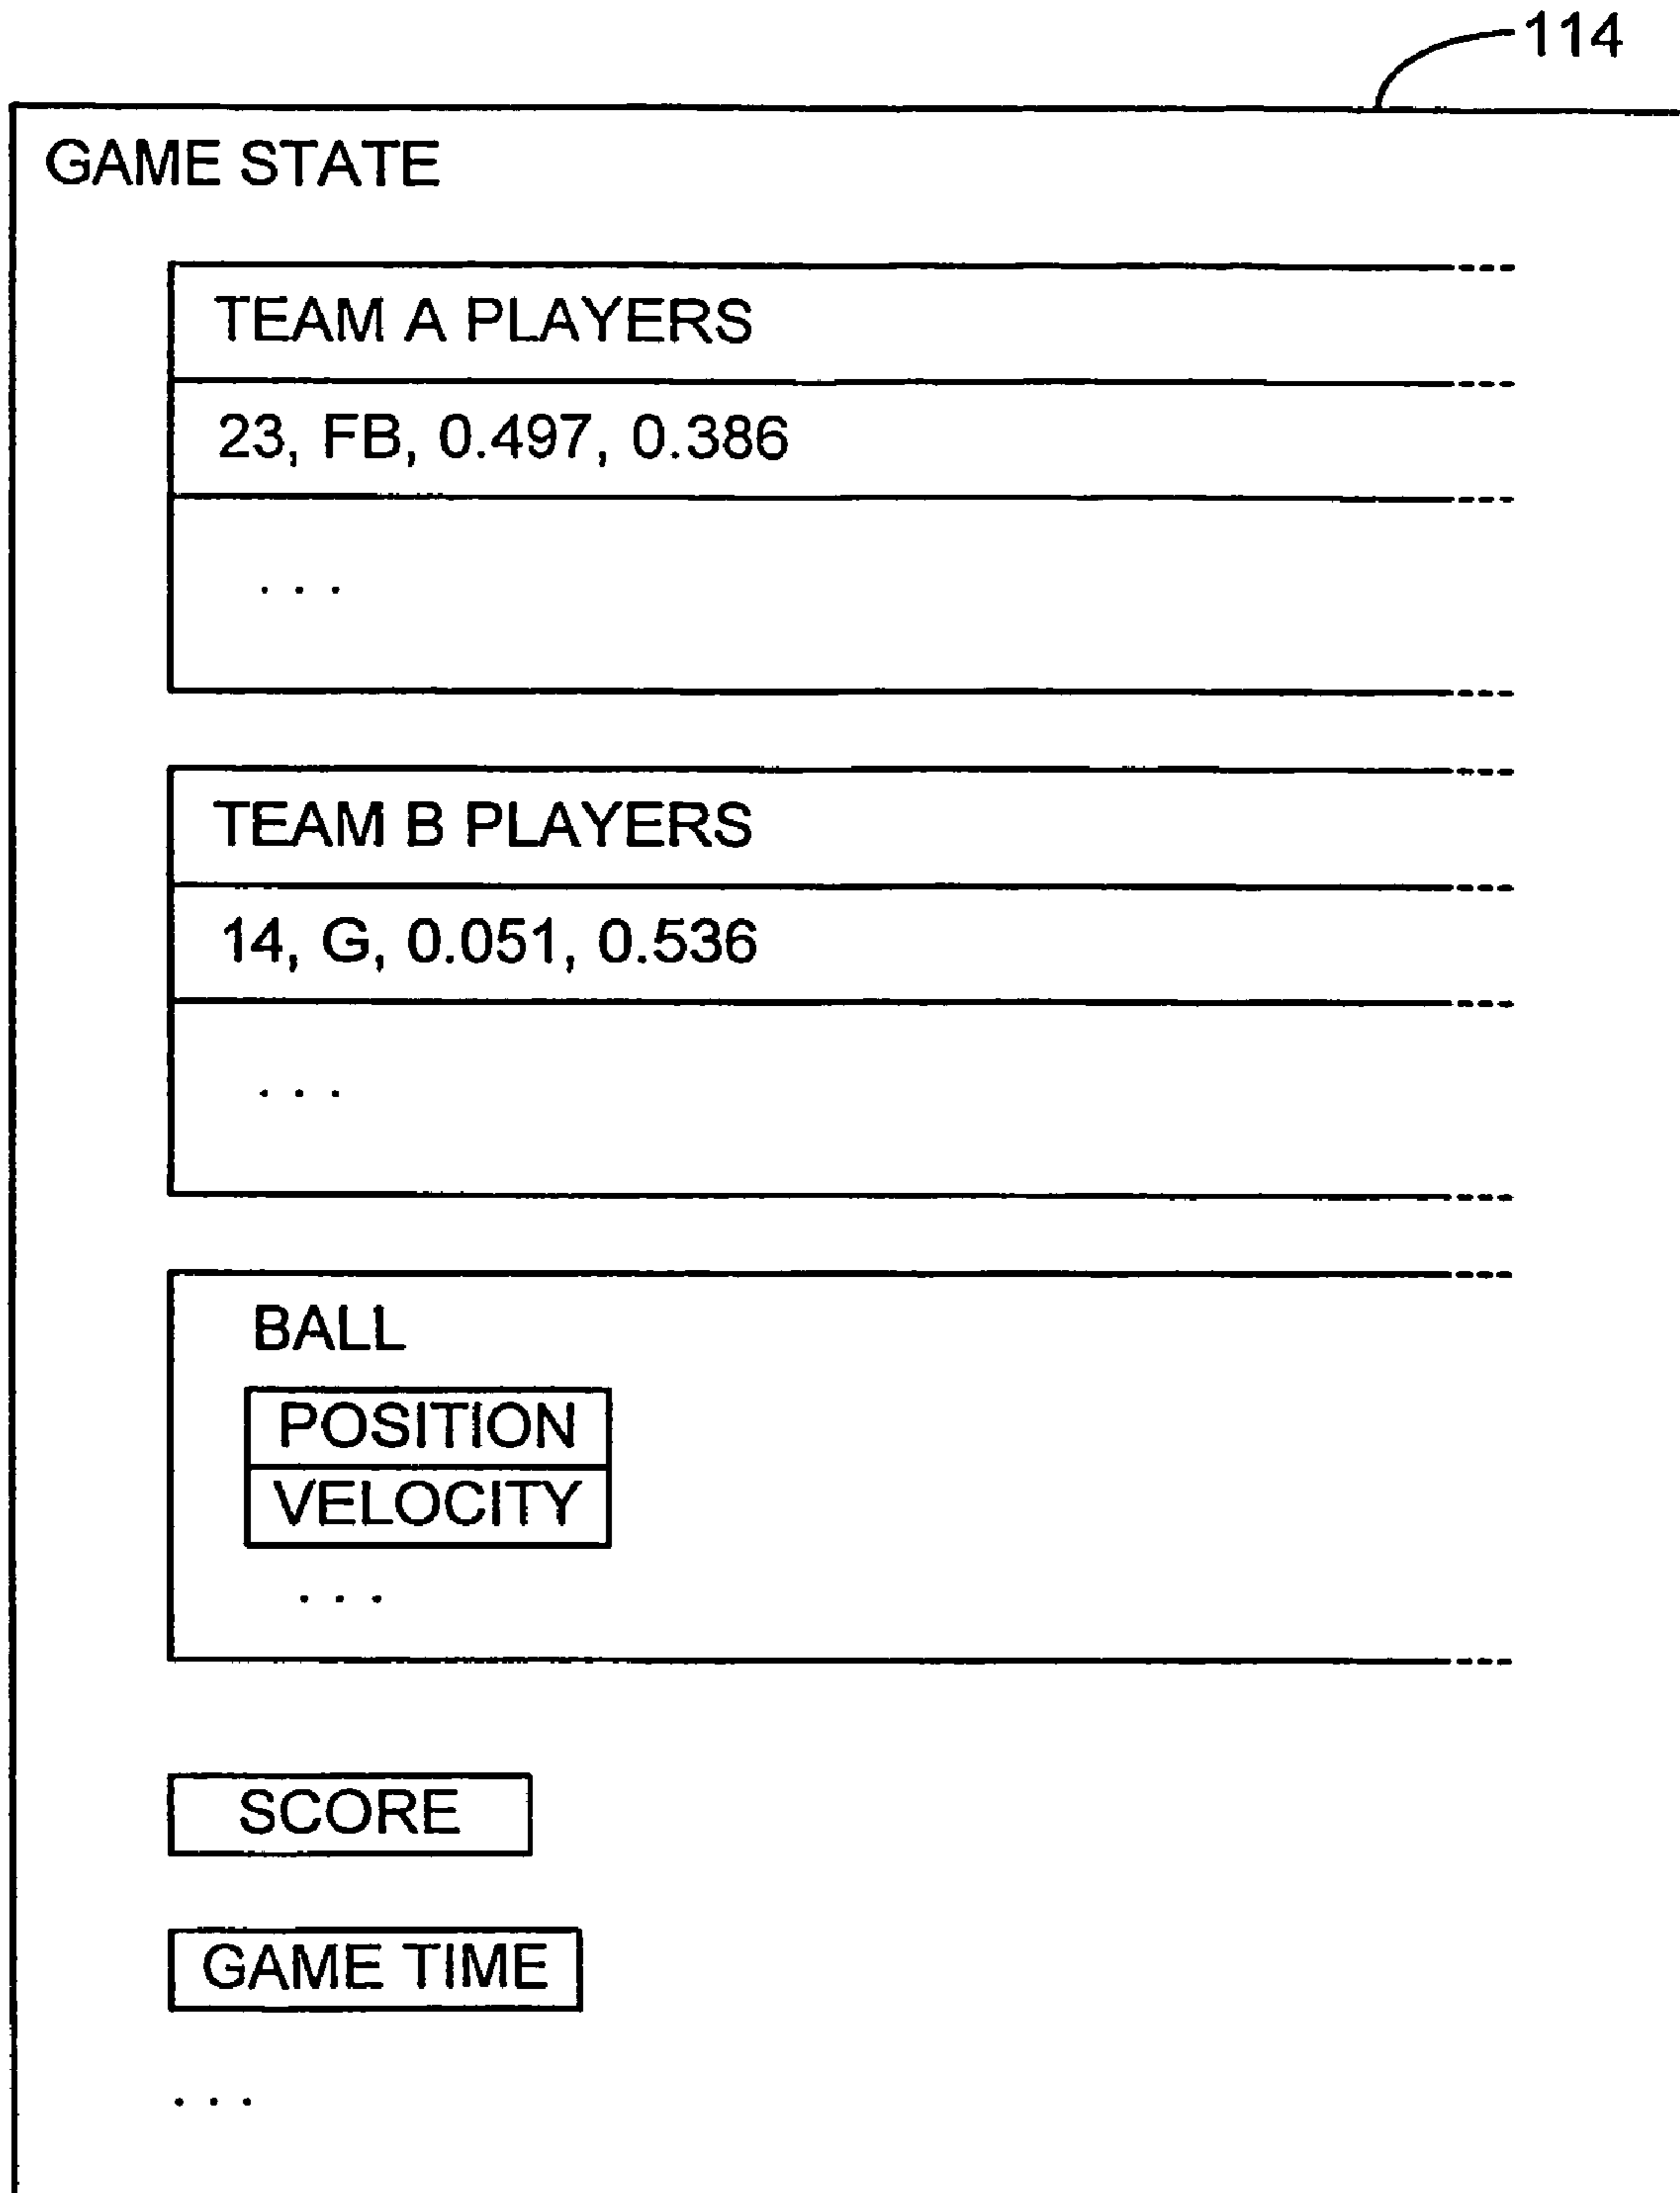 114
GAME STATE
TEAM A PLAYERS
23, FB, 0.497, 0.386
. . .
TEAM B PLAYERS
14, G, 0.051, 0.536
. . .
BALL
POSITION
VELOCITY
. . .
SCORE
GAME TIME
. . .